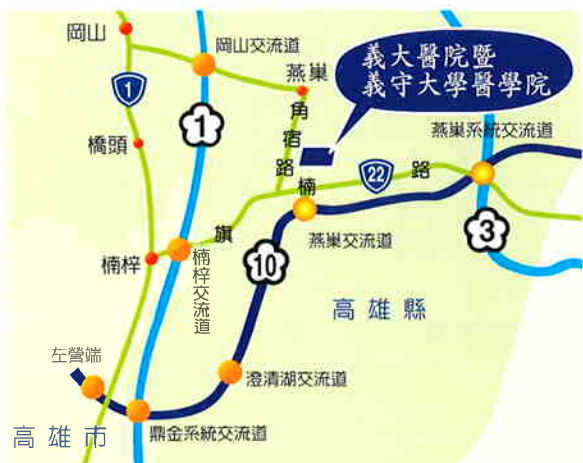 岡山
岡山交流道
1
燕巢
義大醫院暨
義守大學醫學院
1
角宿路
燕巢系統交流道
橋頭
22
楠旗路
燕巢交流道
3
楠梓
楠梓交流道
10
高雄縣
左營端
澄清湖交流道
高雄市
鼎金系統交流道